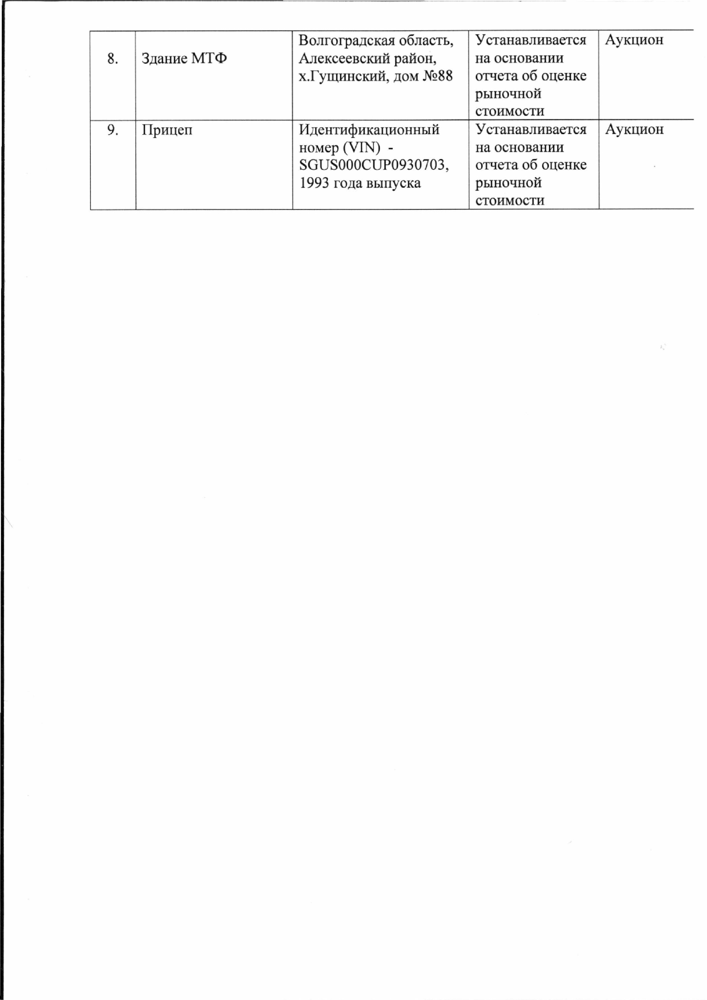 8.
Здание МТФ
Волгоградская область,
Алексеевский район,
х.Гущинский, дом №88
Устанавливается
на основании
отчета об оценке
рыночной
стоимости
Аукцион
9.
Прицеп
Идентификационный
номер (VIN) -
SGUS000CUP0930703,
1993 года выпуска
Устанавливается
на основании
отчета об оценке
рыночной
стоимости
Аукцион